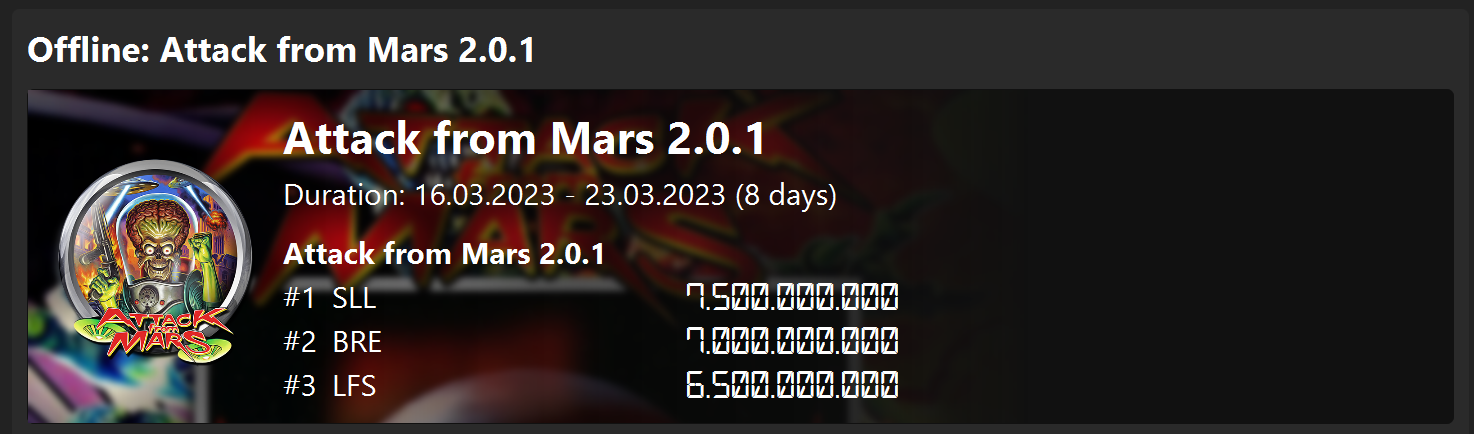 Offline: Attack from Mars 2.0.1
Attack from Mars 2.0.1
Duration: 16.03.2023 - 23.03.2023 (8 days)
Attack from Mars 2.0.1
#1 SLL 7.500.000.000
#2 BRE 7.000.000.000
#3 LFS 6.500.000.000
ATTACK
FROM
MARS
ATTACK
MARS